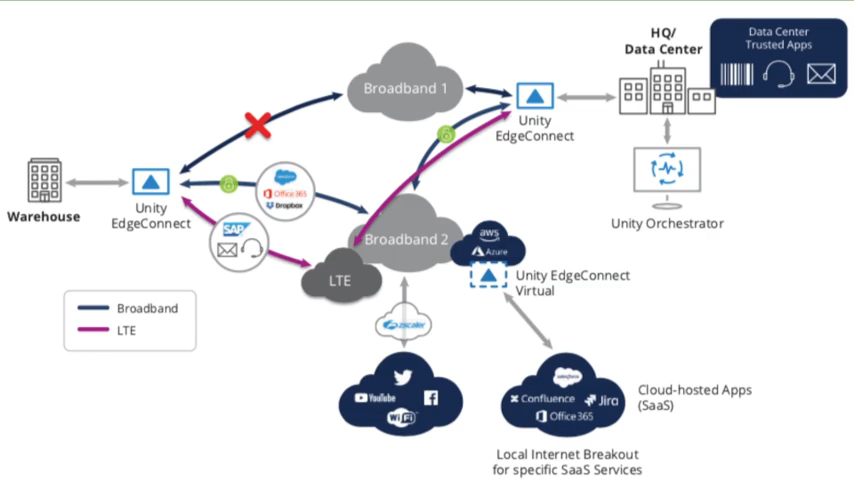 HQ/
Data Center
Data Center
Trusted Apps
Broadband 1
Unity
EdgeConnect
Warehouse
Unity
EdgeConnect
salesforce
Office 365
Dropbox
SAP
Broadband 2
LTE
aws
Azure
Unity EdgeConnect
Virtual
Unity Orchestrator
Broadband
LTE
zscaler
YouTube
WiFi
salesforce
Confluence
Jira
Office 365
Cloud-hosted Apps
(SaaS)
Local Internet Breakout
for specific SaaS Services